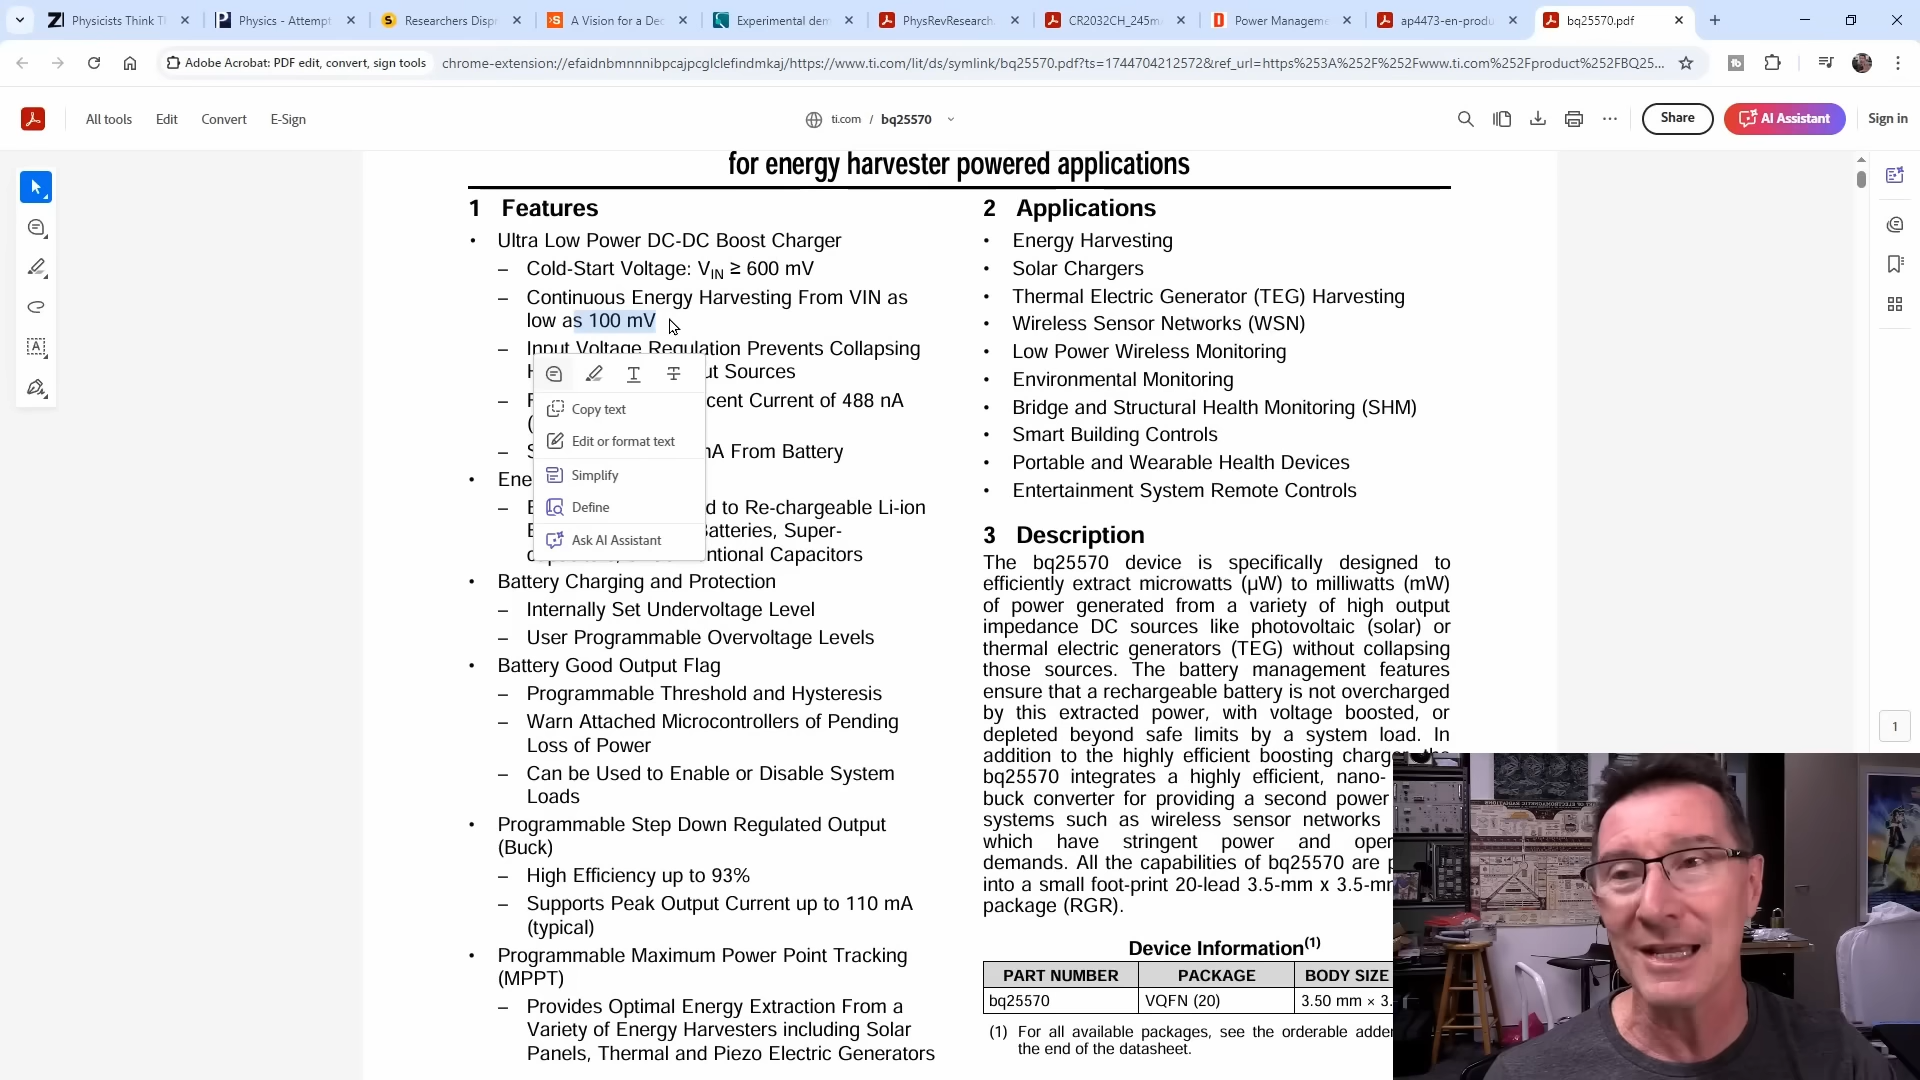 Physicists Think T
Physics - Attempt
Researchers Disp
A Vision for a De
Experimental dem
PhysRevResearch.
CR2032CH_245m
Power Manageme
ap4473-en-produ
bq25570.pdf
Adobe Acrobat: PDF edit, convert, sign tools
chrome-extension://efaidnbmnnnibpcajpcglclefindmkaj/https://www.ti.com/lit/ds/symlink/bq25570.pdf?ts=1744704212572&ref_url=https%253A%252F%252Fwww.ti.com%252Fproduct%252FBQ25...
All tools
Edit
Convert
E-Sign
ti.com / bq25570
Share
AI Assistant
Sign in
for energy harvester powered applications
1 Features
• Ultra Low Power DC-DC Boost Charger
– Cold-Start Voltage: VIN ≥ 600 mV
– Continuous Energy Harvesting From VIN as
low as 100 mV
– Input Voltage Regulation Prevents Collapsing
ut Sources
cent Current of 488 nA
nA From Battery
• Ene
d to Re-chargeable Li-ion
Batteries, Super-
ntional Capacitors
Copy text
Edit or format text
Simplify
Define
Ask AI Assistant
• Battery Charging and Protection
– Internally Set Undervoltage Level
– User Programmable Overvoltage Levels
• Battery Good Output Flag
– Programmable Threshold and Hysteresis
– Warn Attached Microcontrollers of Pending
Loss of Power
– Can be Used to Enable or Disable System
Loads
• Programmable Step Down Regulated Output
(Buck)
– High Efficiency up to 93%
– Supports Peak Output Current up to 110 mA
(typical)
• Programmable Maximum Power Point Tracking
(MPPT)
– Provides Optimal Energy Extraction From a
Variety of Energy Harvesters including Solar
Panels, Thermal and Piezo Electric Generators
2 Applications
• Energy Harvesting
• Solar Chargers
• Thermal Electric Generator (TEG) Harvesting
• Wireless Sensor Networks (WSN)
• Low Power Wireless Monitoring
• Environmental Monitoring
• Bridge and Structural Health Monitoring (SHM)
• Smart Building Controls
• Portable and Wearable Health Devices
• Entertainment System Remote Controls
3 Description
The bq25570 device is specifically designed to
efficiently extract microwatts (µW) to milliwatts (mW)
of power generated from a variety of high output
impedance DC sources like photovoltaic (solar) or
thermal electric generators (TEG) without collapsing
those sources. The battery management features
ensure that a rechargeable battery is not overcharged
by this extracted power, with voltage boosted, or
depleted beyond safe limits by a system load. In
addition to the highly efficient boosting charger, the
bq25570 integrates a highly efficient, nano-
buck converter for providing a second power
systems such as wireless sensor networks
which have stringent power and oper
demands. All the capabilities of bq25570 are p
into a small foot-print 20-lead 3.5-mm x 3.5-mm
package (RGR).
Device Information(1)
PART NUMBER PACKAGE BODY SIZE
bq25570 VQFN (20) 3.50 mm × 3.
(1) For all available packages, see the orderable adden
the end of the datasheet.
1